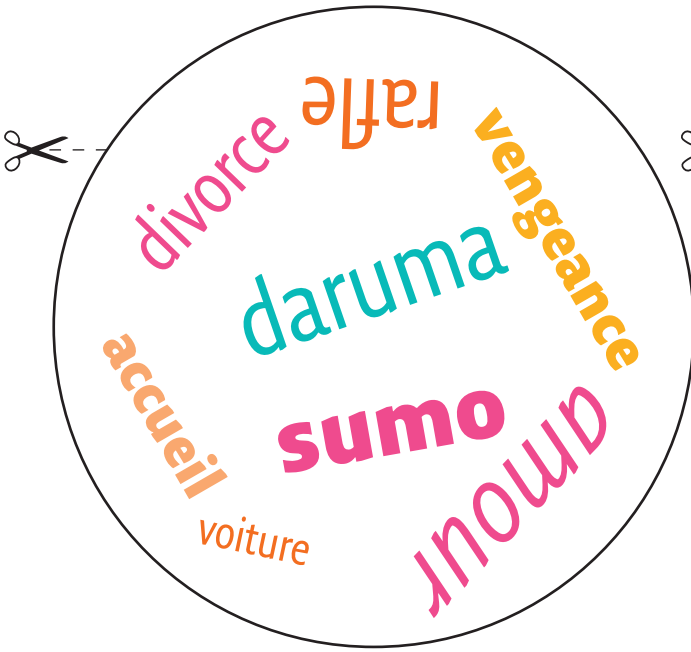 rafle
divorce
vengeance
daruma
accueil
sumo
amour
voiture